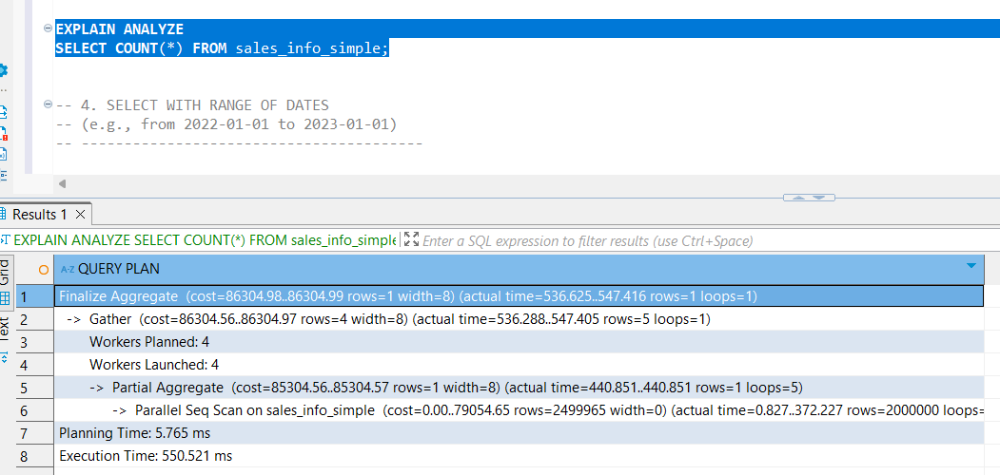 EXPLAIN ANALYZE
SELECT COUNT(*) FROM sales_info_simple;
-- 4. SELECT WITH RANGE OF DATES
-- (e.g., from 2022-01-01 to 2023-01-01)
-- ----------------------------------------
Results 1
EXPLAIN ANALYZE SELECT COUNT(*) FROM sales_info_simple
Enter a SQL expression to filter results (use Ctrl+Space)
Grid
Text
A-Z QUERY PLAN
1 Finalize Aggregate (cost=86304.98..86304.99 rows=1 width=8) (actual time=536.625..547.416 rows=1 loops=1)
2 -> Gather (cost=86304.56..86304.97 rows=4 width=8) (actual time=536.288..547.405 rows=5 loops=1)
3 Workers Planned: 4
4 Workers Launched: 4
5 -> Partial Aggregate (cost=85304.56..85304.57 rows=1 width=8) (actual time=440.851..440.851 rows=1 loops=5)
6 -> Parallel Seq Scan on sales_info_simple (cost=0.00..79054.65 rows=2499965 width=0) (actual time=0.827..372.227 rows=2000000 loops=
7 Planning Time: 5.765 ms
8 Execution Time: 550.521 ms